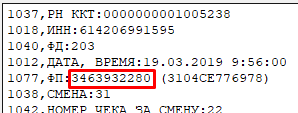 1037,РН ККТ:0000000001005238
1018,ИНН:614206991595
1040,ФД:203
1012,ДАТА, ВРЕМЯ:19.03.2019 9:56:00
1077,ФП:3463932280 (3104CE776978)
1038,СМЕНА:31
1042,НОМЕР ЧЕКА ЗА СМЕНУ:22